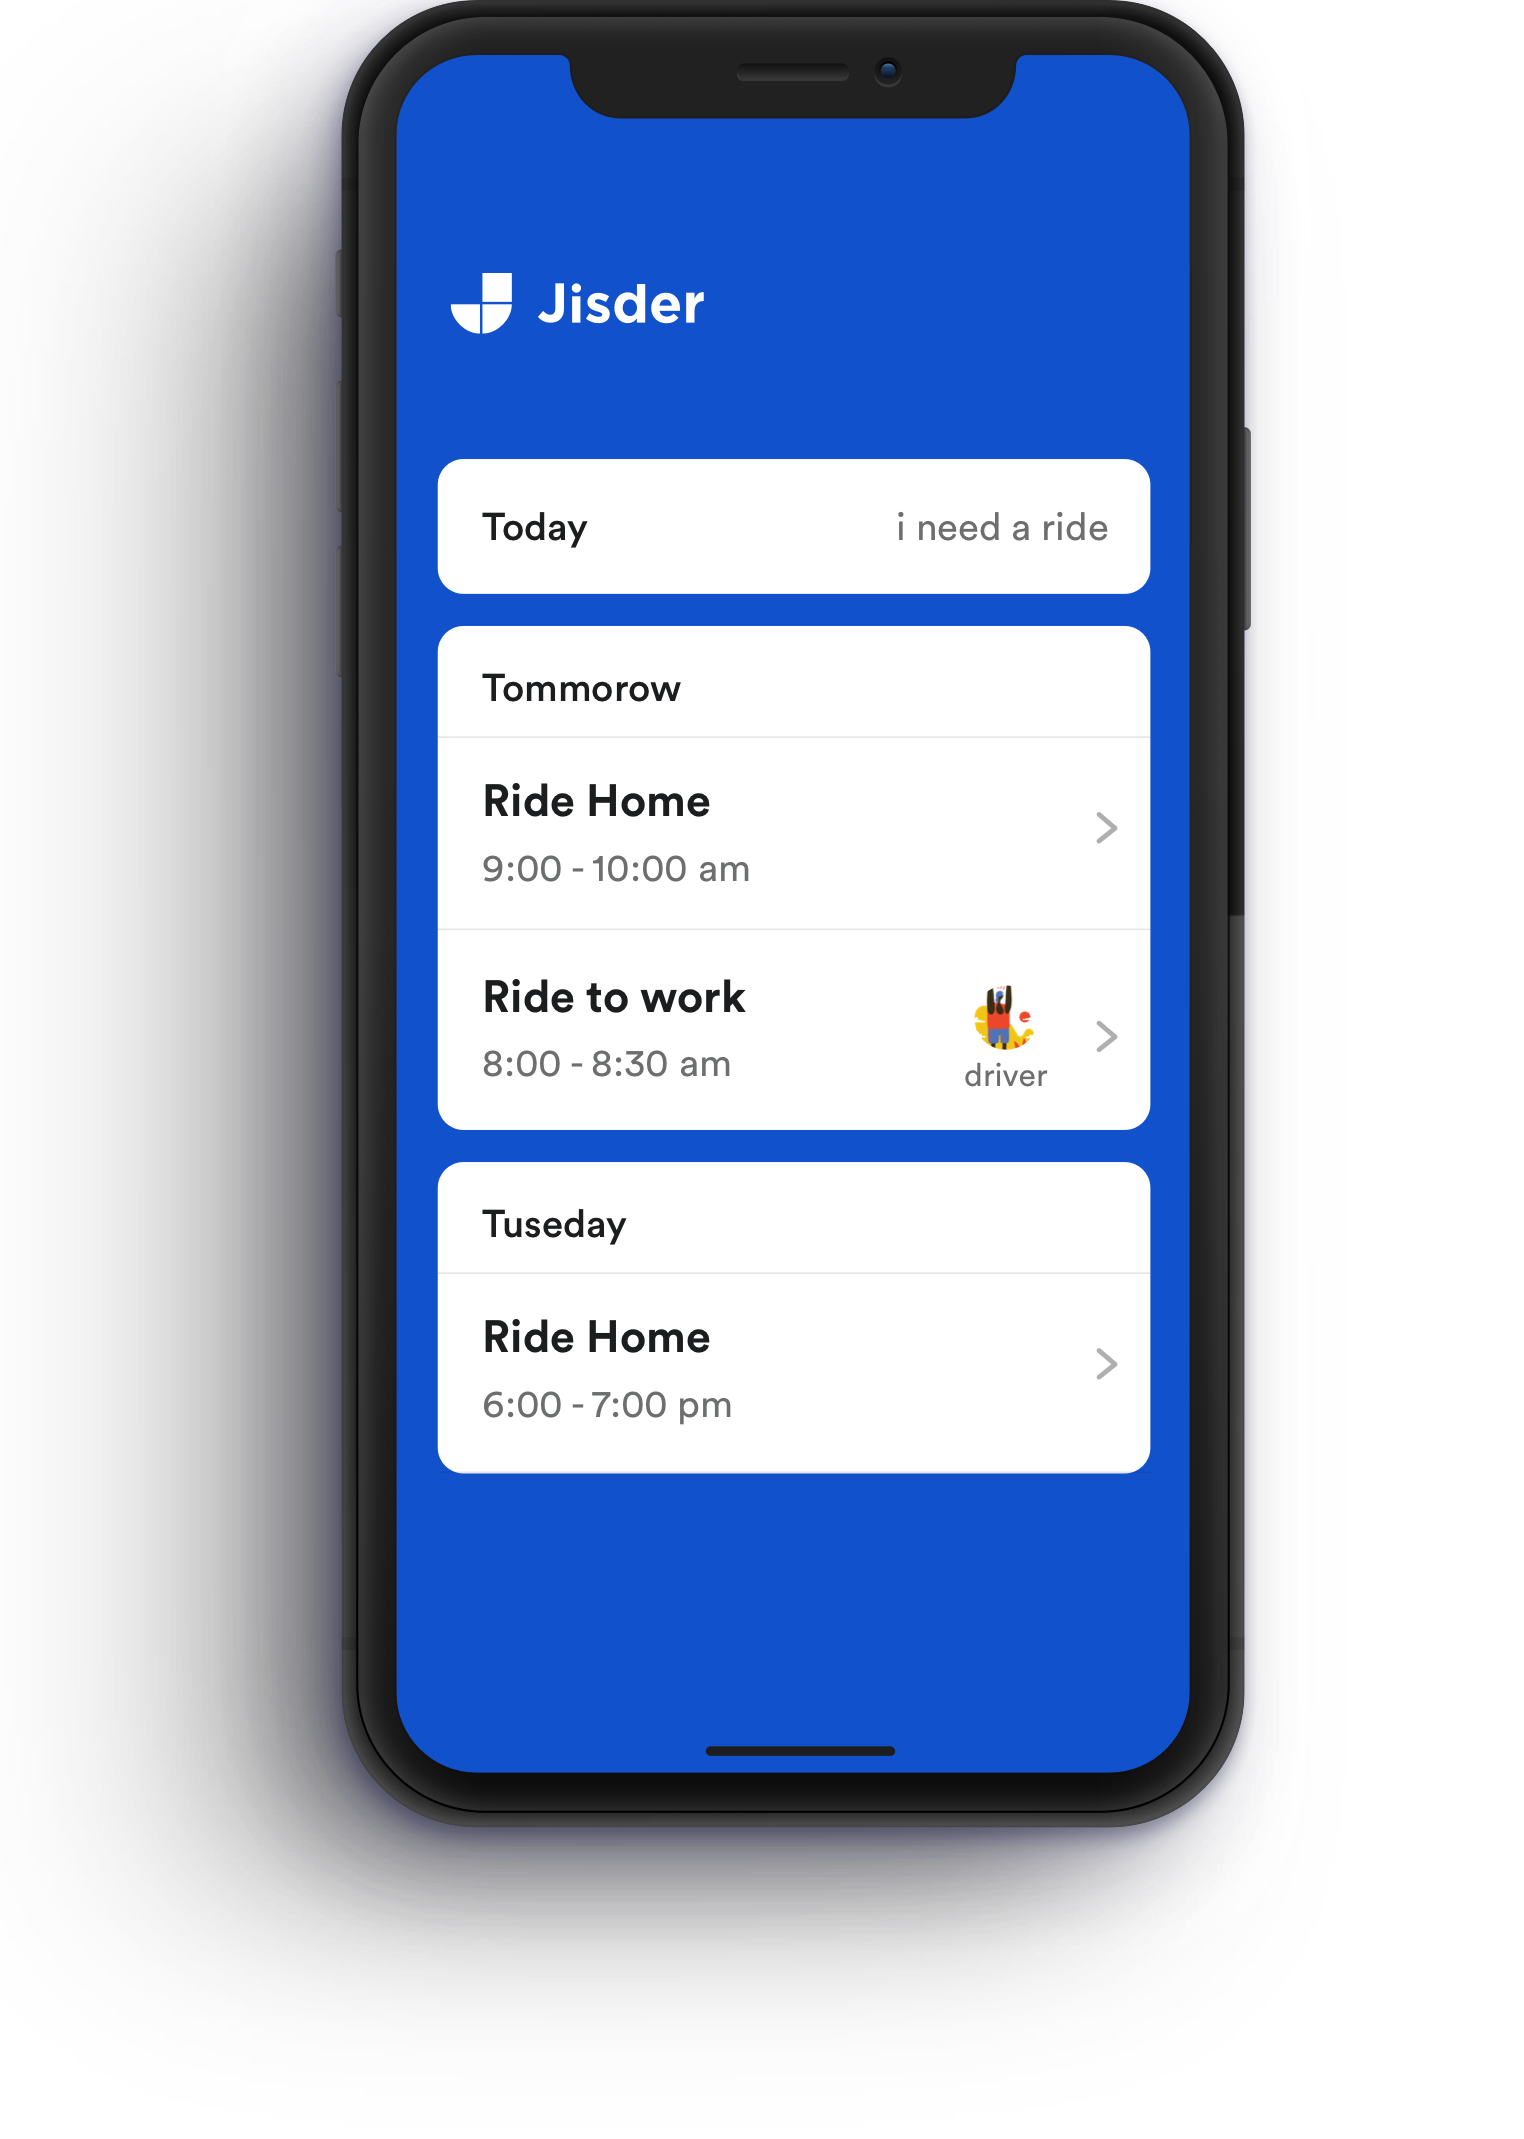 Jisder
Today i need a ride
Tommorow
Ride Home
9:00 - 10:00 am
Ride to work
8:00 - 8:30 am
driver
Tuseday
Ride Home
6:00 - 7:00 pm